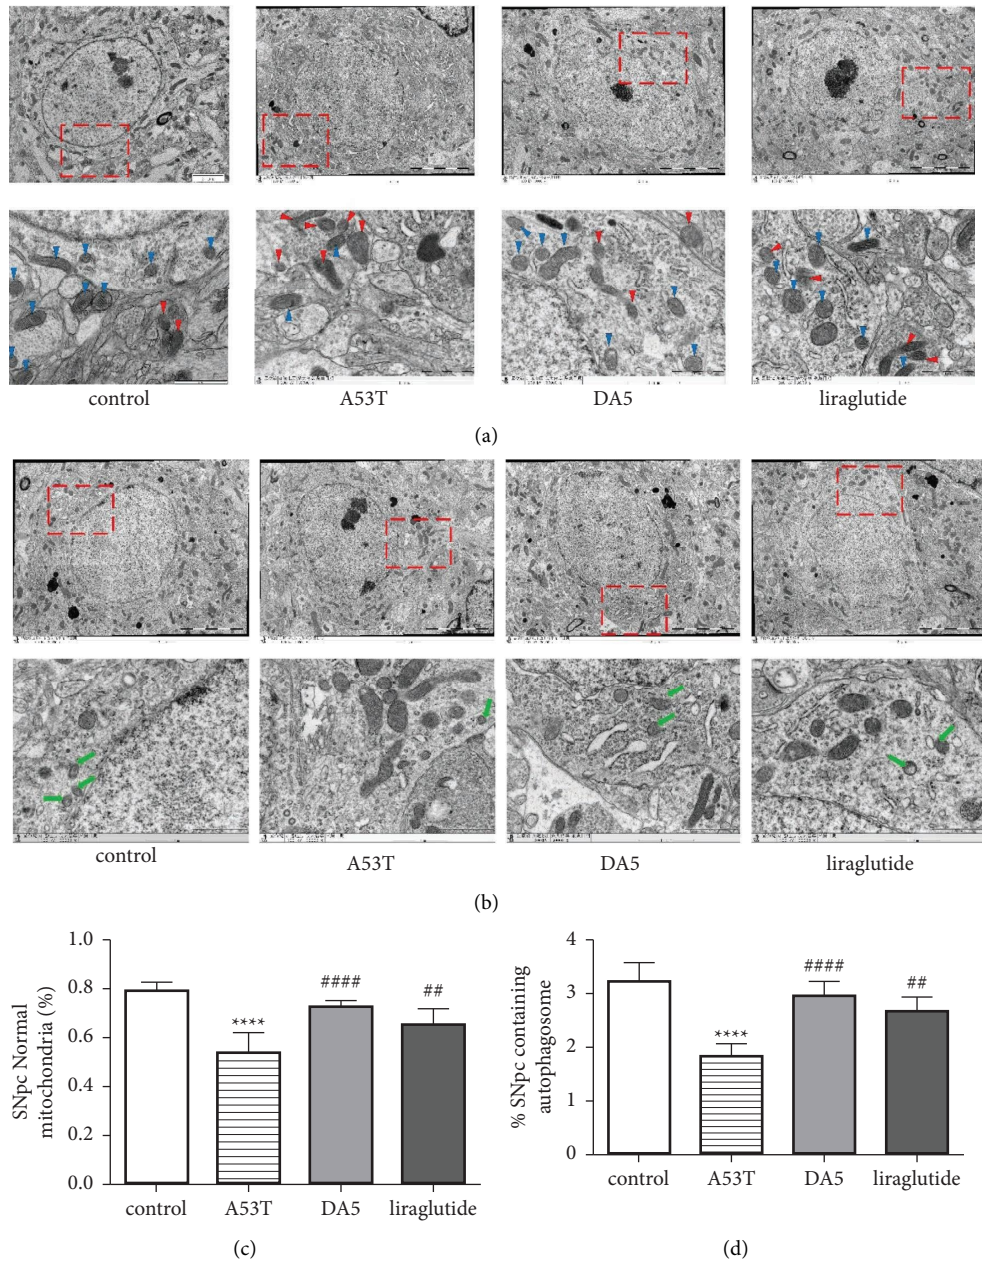 control
A53T
DA5
liraglutide
(a)
control
A53T
DA5
liraglutide
(b)
SNpc Normal
mitochondria (%)
1.0
0.8
0.6
0.4
0.2
0.0
****
####
##
control
A53T
DA5
liraglutide
(c)
% SNpc containing
autophagosome
4
3
2
1
0
****
####
##
control
A53T
DA5
liraglutide
(d)